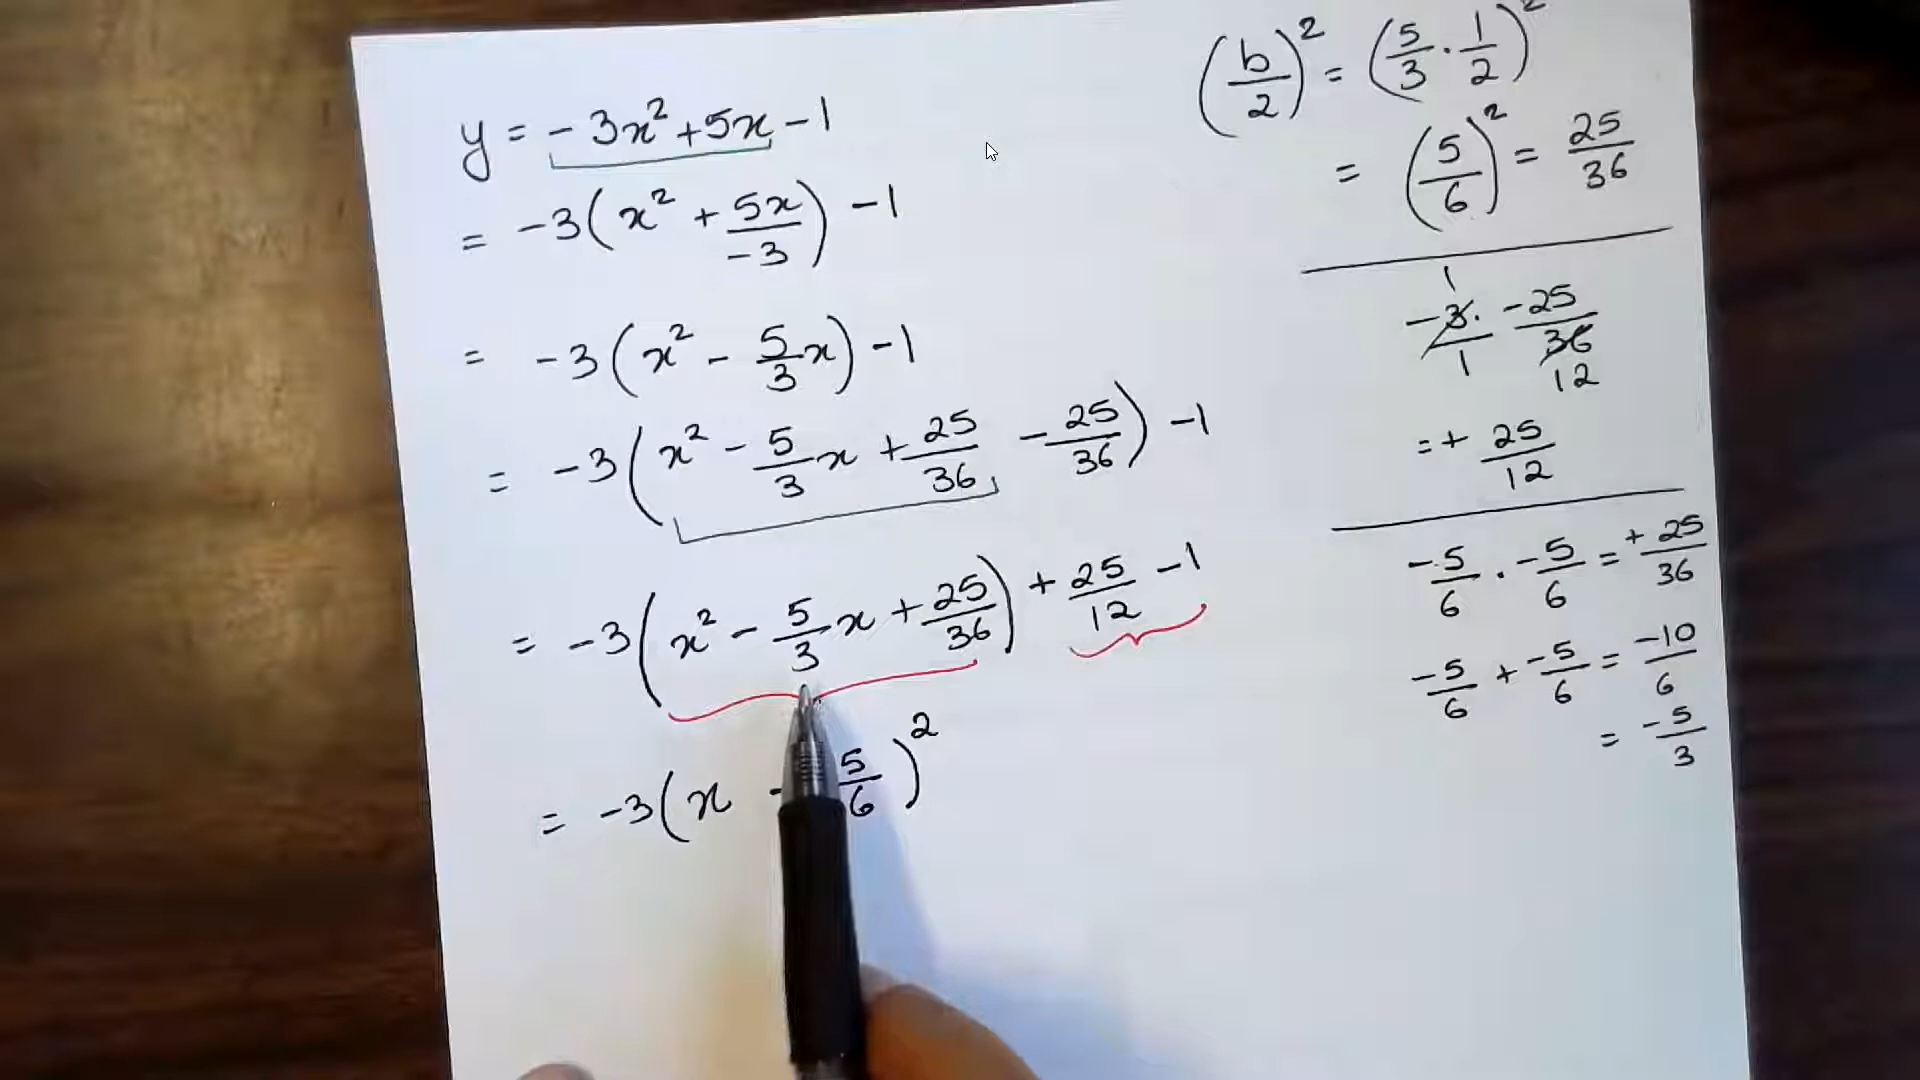 y = -3x² + 5x - 1
= -3(x² + 5x/-3) - 1
= -3(x² - 5/3 x) - 1
= -3(x² - 5/3 x + 25/36 - 25/36) - 1
= -3(x² - 5/3 x + 25/36) + 25/12 - 1
= -3(x - 5/6)²
(b/2)² = (5/3 · 1/2)²
= (5/6)² = 25/36
1
-3/1 · -25/36
12
= + 25/12
-5/6 · -5/6 = +25/36
-5/6 + -5/6 = -10/6
= -5/3